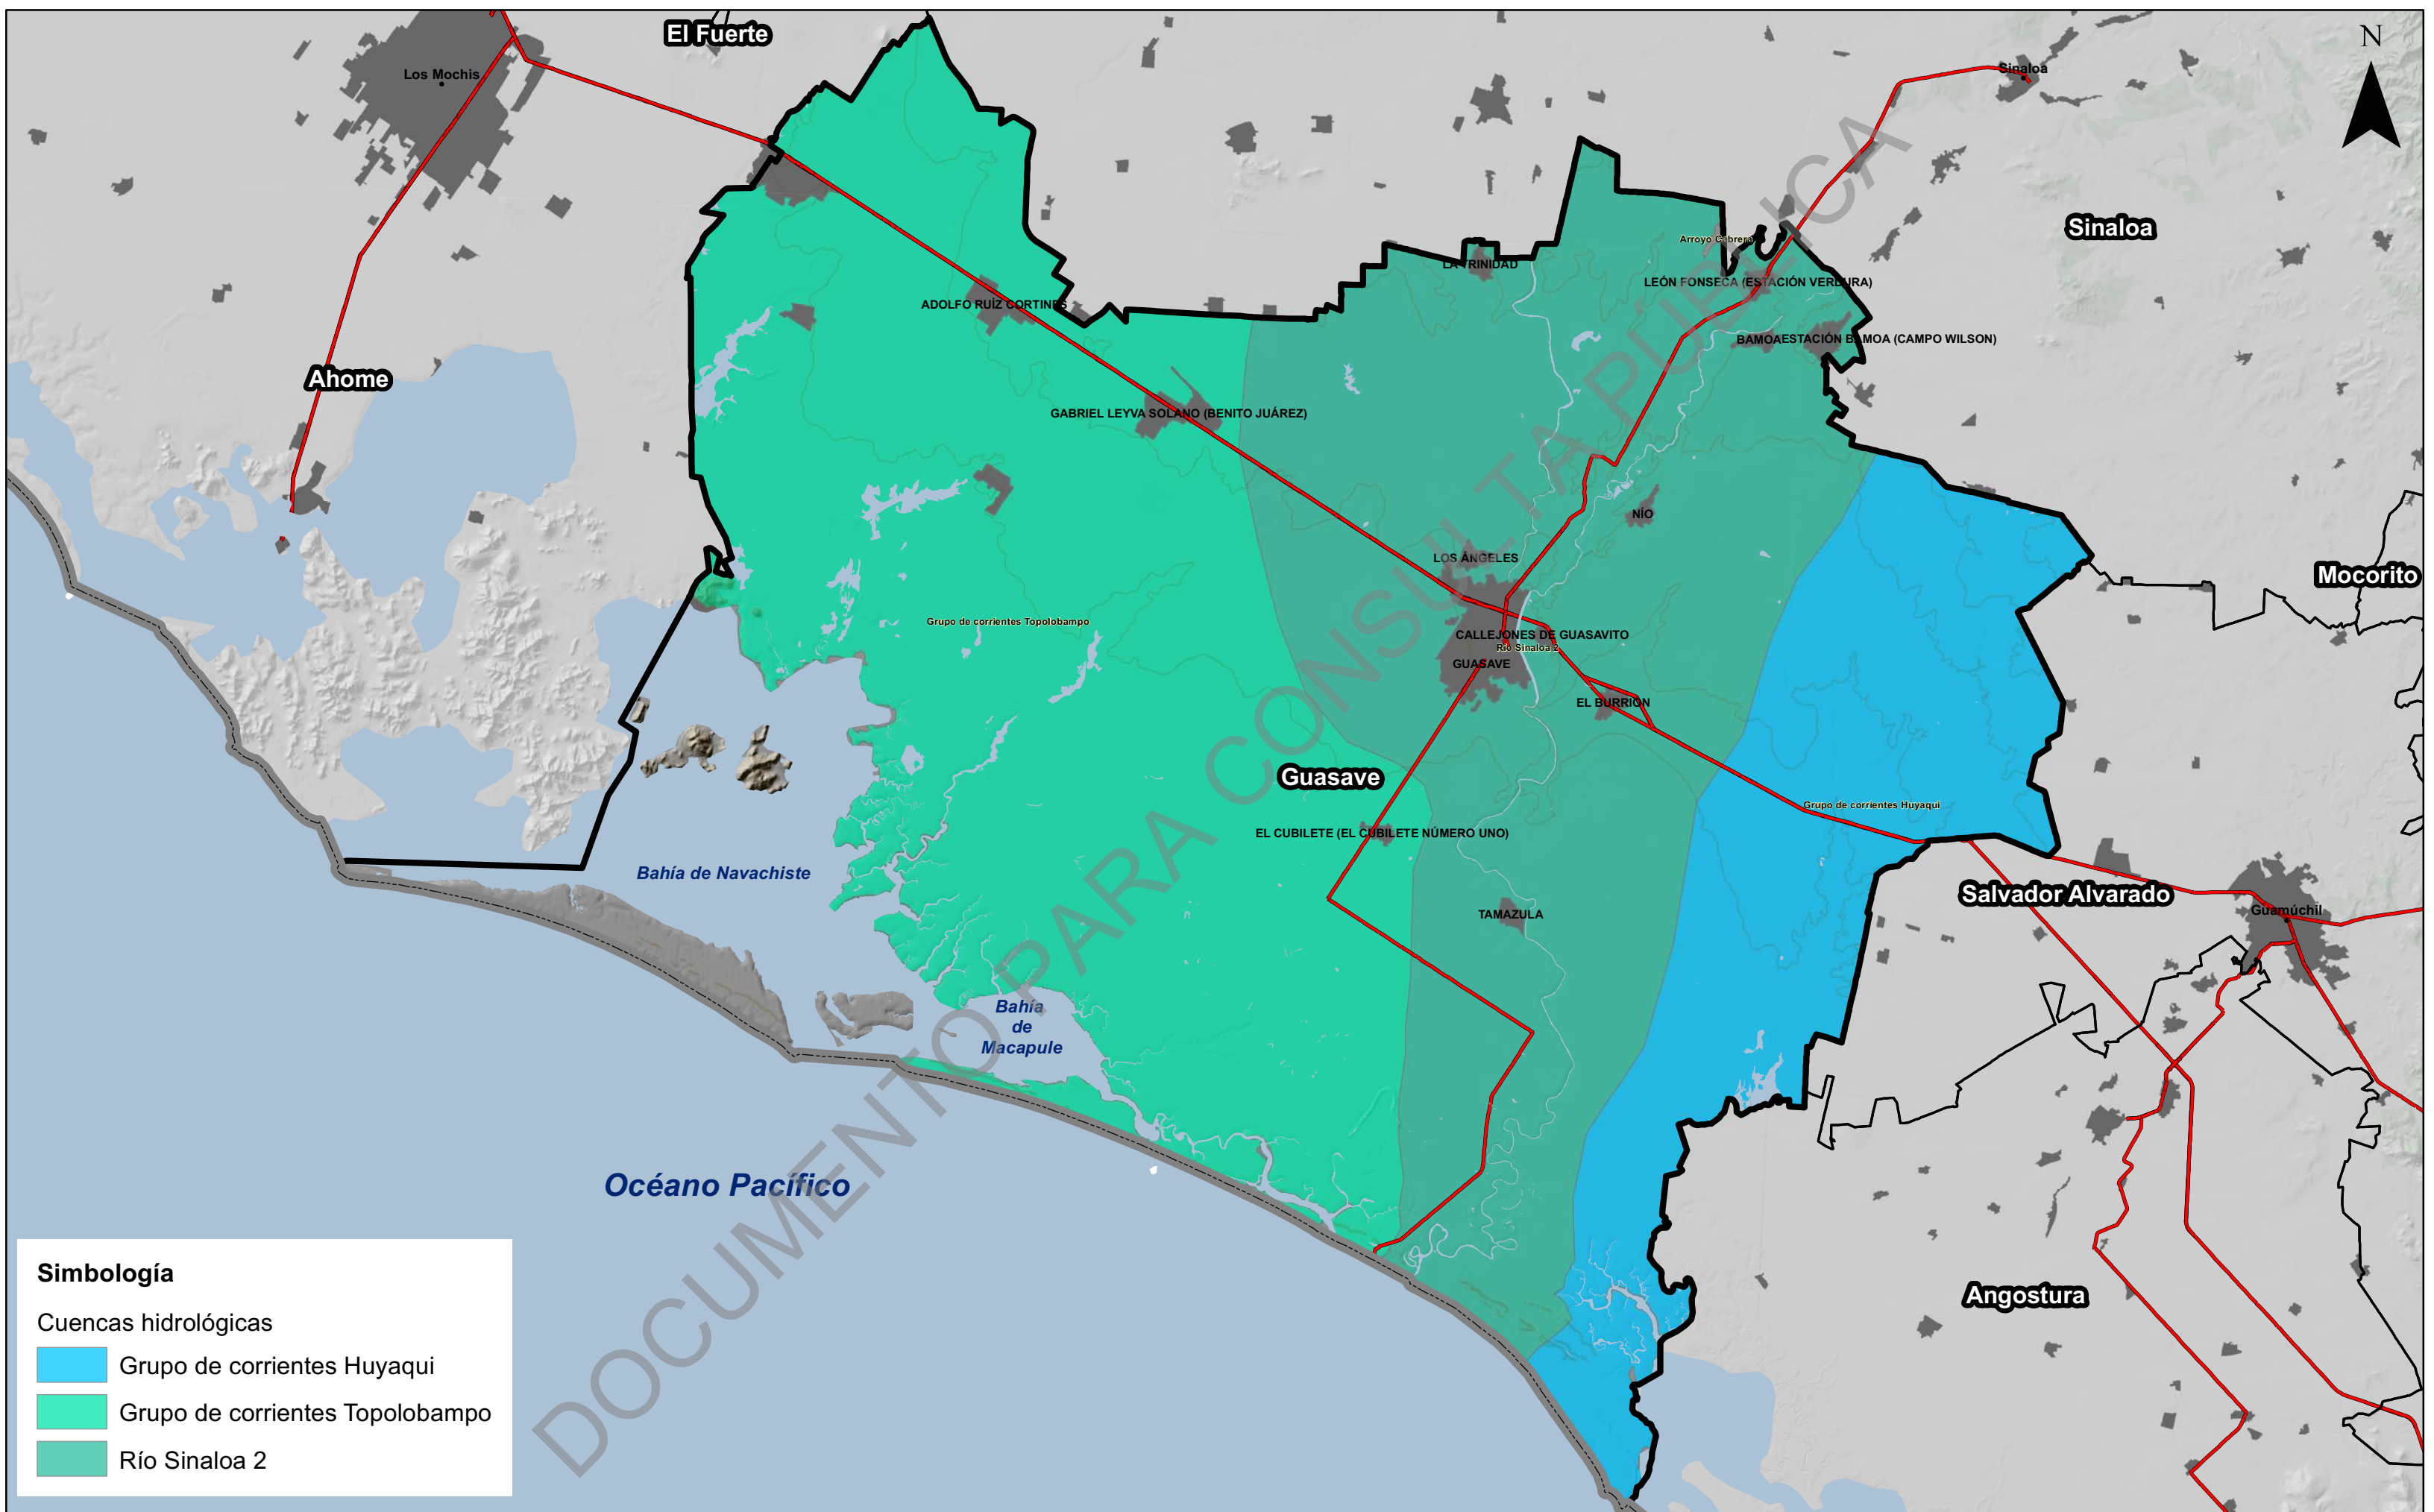 El Fuerte
N
Los Mochis
Sinaloa
Sinaloa
Arroyo Cabrera
LA TRINIDAD
LEÓN FONSECA (ESTACIÓN VERDURA)
ADOLFO RUÍZ CORTINES
BAMOA
ESTACIÓN BAMOA (CAMPO WILSON)
Ahome
GABRIEL LEYVA SOLANO (BENITO JUÁREZ)
NÍO
LOS ÁNGELES
Mocorito
Grupo de corrientes Topolobampo
CALLEJONES DE GUASAVITO
Río Sinaloa 2
GUASAVE
EL BURRIÓN
Guasave
Grupo de corrientes Huyaqui
EL CUBILETE (EL CUBILETE NÚMERO UNO)
Bahía de Navachiste
Salvador Alvarado
Guamúchil
TAMAZULA
Bahía
de
Macapule
Océano Pacífico
Angostura
DOCUMENTO PARA CONSULTA PÚBLICA
Simbología
Cuencas hidrológicas
Grupo de corrientes Huyaqui
Grupo de corrientes Topolobampo
Río Sinaloa 2